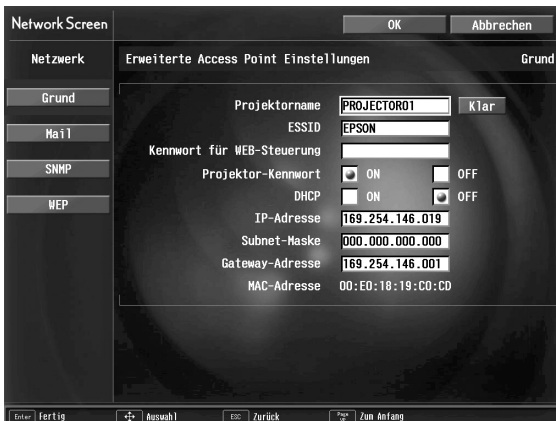 Network Screen
OK
Abbrechen
Netzwerk
Erweiterte Access Point Einstellungen
Grund
Grund
Mail
SNMP
WEP
Projektorname PROJECTOR01 Klar
ESSID EPSON
Kennwort für WEB-Steuerung
Projektor-Kennwort ON OFF
DHCP ON OFF
IP-Adresse 169.254.146.019
Subnet-Maske 000.000.000.000
Gateway-Adresse 169.254.146.001
MAC-Adresse 00:E0:18:19:C0:CD
Enter Fertig
Auswahl
ESC Zurück
Page UP Zum Anfang